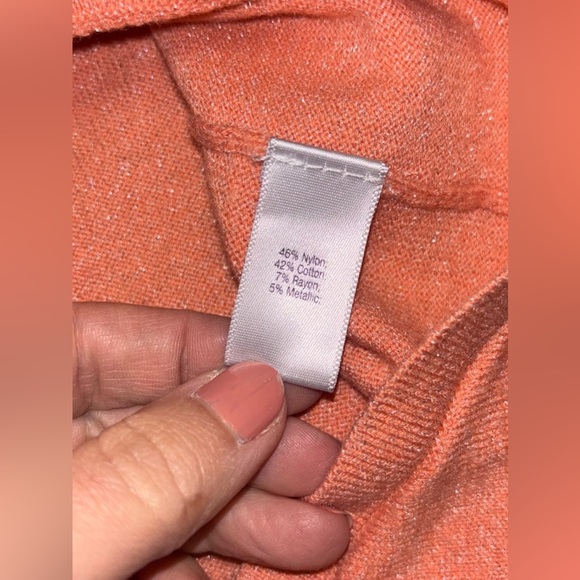 46% Nylon;
42% Cotton;
7% Rayon;
5% Metallic;